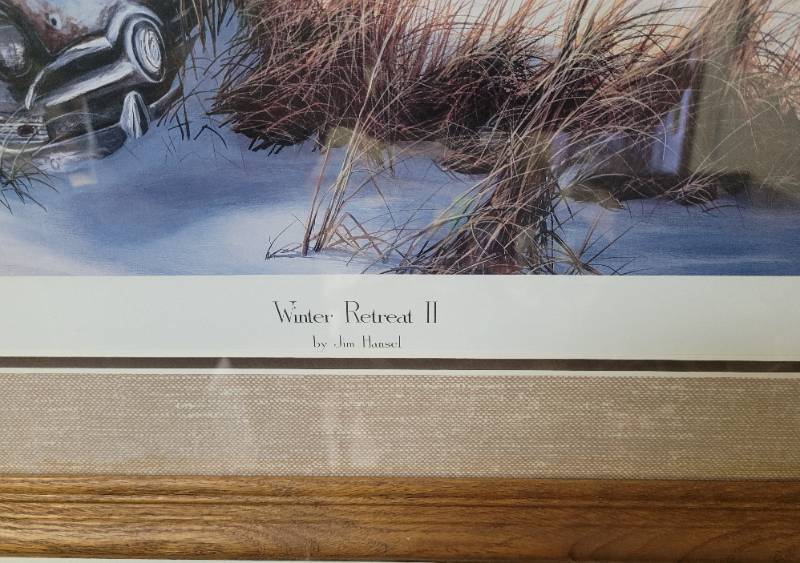 Winter Retreat II
by Jim Hansel